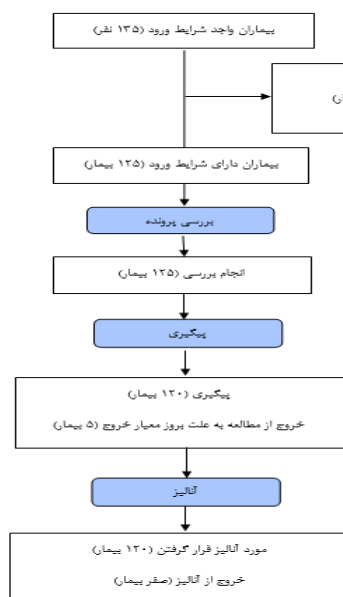 بیماران واجد شرایط ورود (۱۳۵ نفر)
ار)
بیماران دارای شرایط ورود (۱۲۵ بیمار)
بررسی پرونده
انجام بررسی (۱۲۵ بیمار)
پیگیری
پیگیری (۱۲۰ بیمار)
خروج از مطالعه به علت بروز معیار خروج (۵ بیمار)
آنالیز
مورد آنالیز قرار گرفتن (۱۲۰ بیمار)
خروج از آنالیز (صفر بیمار)